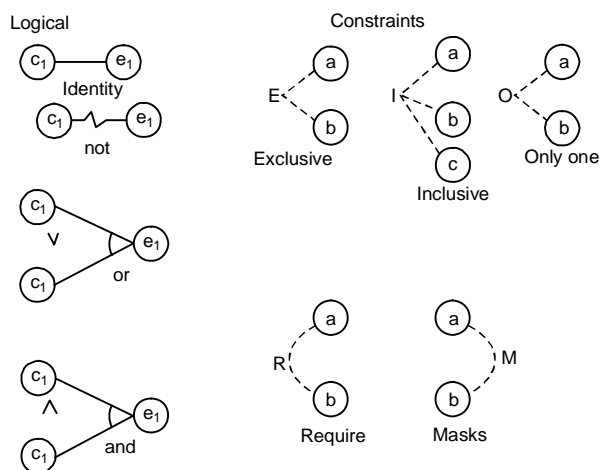 Logical
c1 e1
Identity
c1 e1
not
c1
∨
e1
or
c1
c1
∧
e1
and
c1
Constraints
a
E
b
Exclusive
a
I
b
c
Inclusive
a
O
b
Only one
a
R
b
Require
a
M
b
Masks